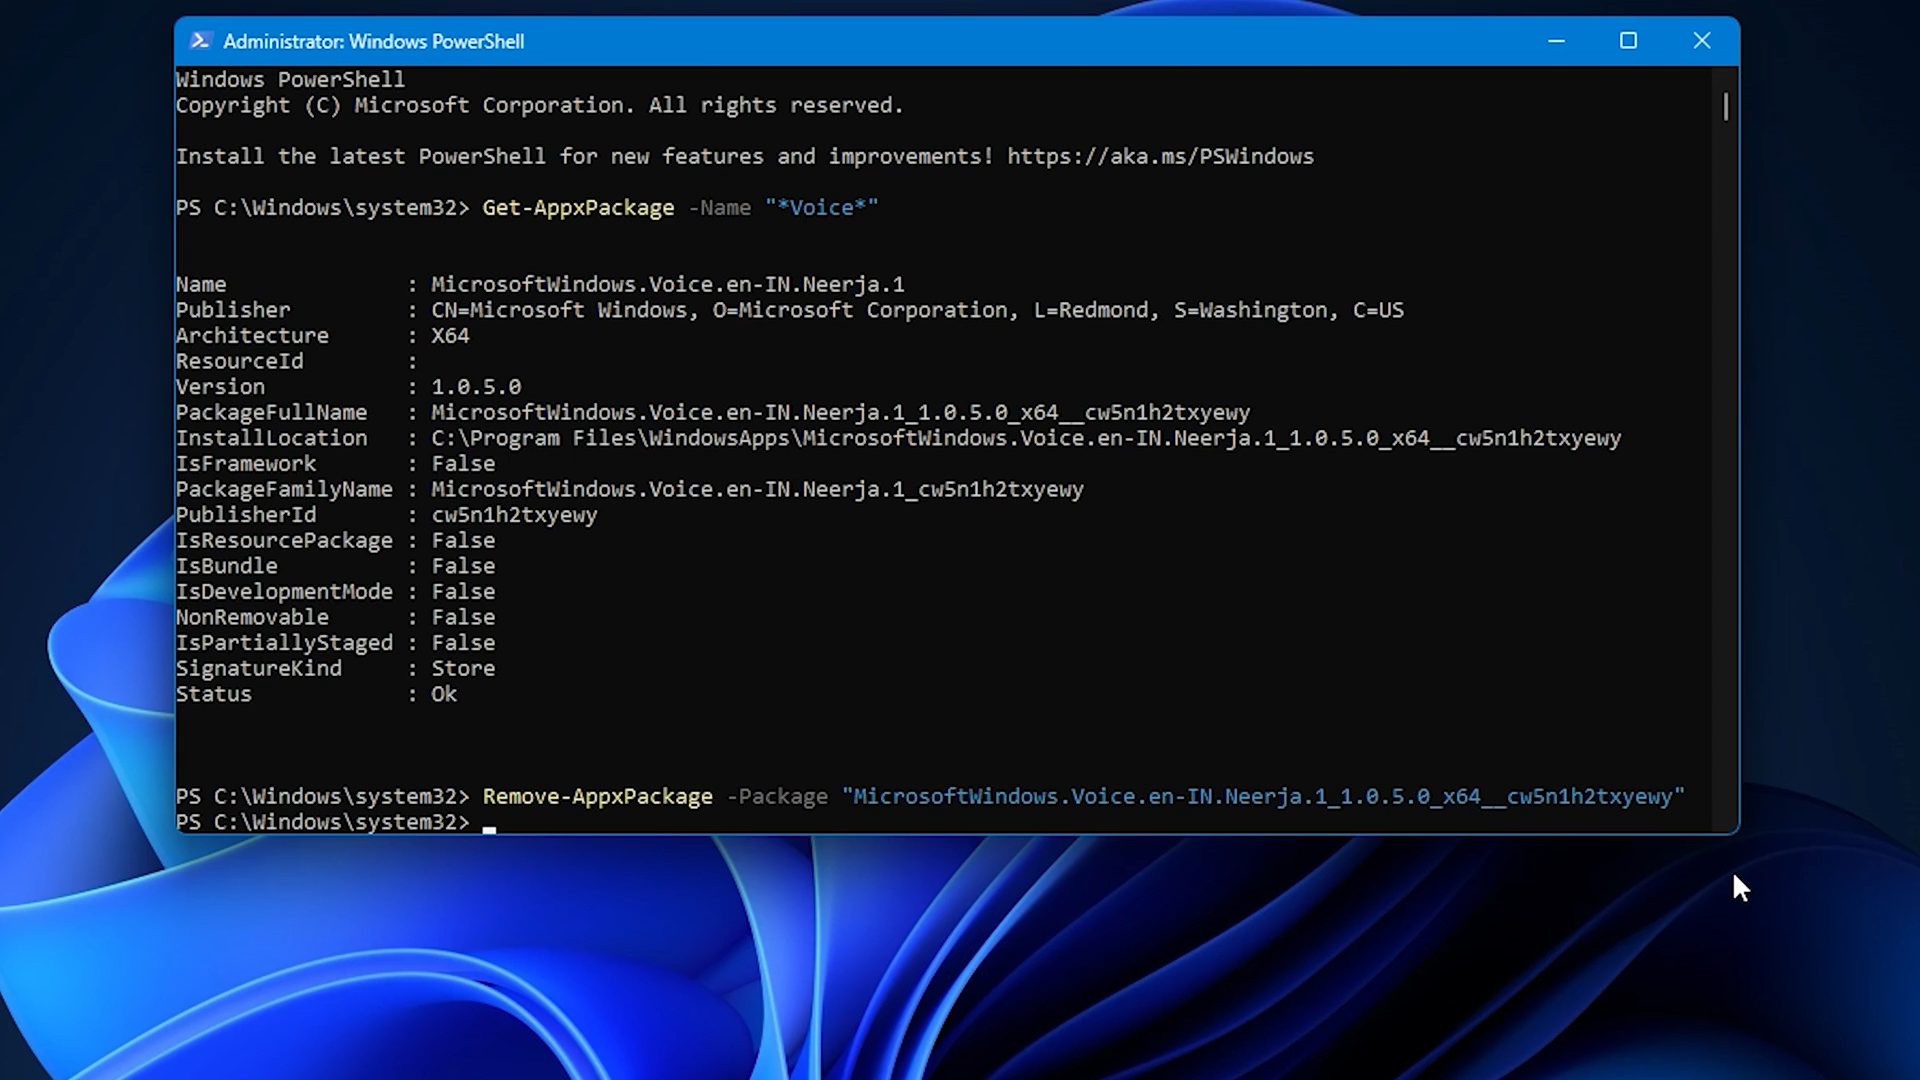 Administrator: Windows PowerShell
Windows PowerShell
Copyright (C) Microsoft Corporation. All rights reserved.
Install the latest PowerShell for new features and improvements! https://aka.ms/PSWindows
PS C:\Windows\system32> Get-AppxPackage -Name "*Voice*"
Name              : MicrosoftWindows.Voice.en-IN.Neerja.1
Publisher         : CN=Microsoft Windows, O=Microsoft Corporation, L=Redmond, S=Washington, C=US
Architecture      : X64
ResourceId        :
Version           : 1.0.5.0
PackageFullName   : MicrosoftWindows.Voice.en-IN.Neerja.1_1.0.5.0_x64__cw5n1h2txyewy
InstallLocation   : C:\Program Files\WindowsApps\MicrosoftWindows.Voice.en-IN.Neerja.1_1.0.5.0_x64__cw5n1h2txyewy
IsFramework       : False
PackageFamilyName : MicrosoftWindows.Voice.en-IN.Neerja.1_cw5n1h2txyewy
PublisherId       : cw5n1h2txyewy
IsResourcePackage : False
IsBundle          : False
IsDevelopmentMode : False
NonRemovable      : False
IsPartiallyStaged : False
SignatureKind     : Store
Status            : Ok
PS C:\Windows\system32> Remove-AppxPackage -Package "MicrosoftWindows.Voice.en-IN.Neerja.1_1.0.5.0_x64__cw5n1h2txyewy"
PS C:\Windows\system32>